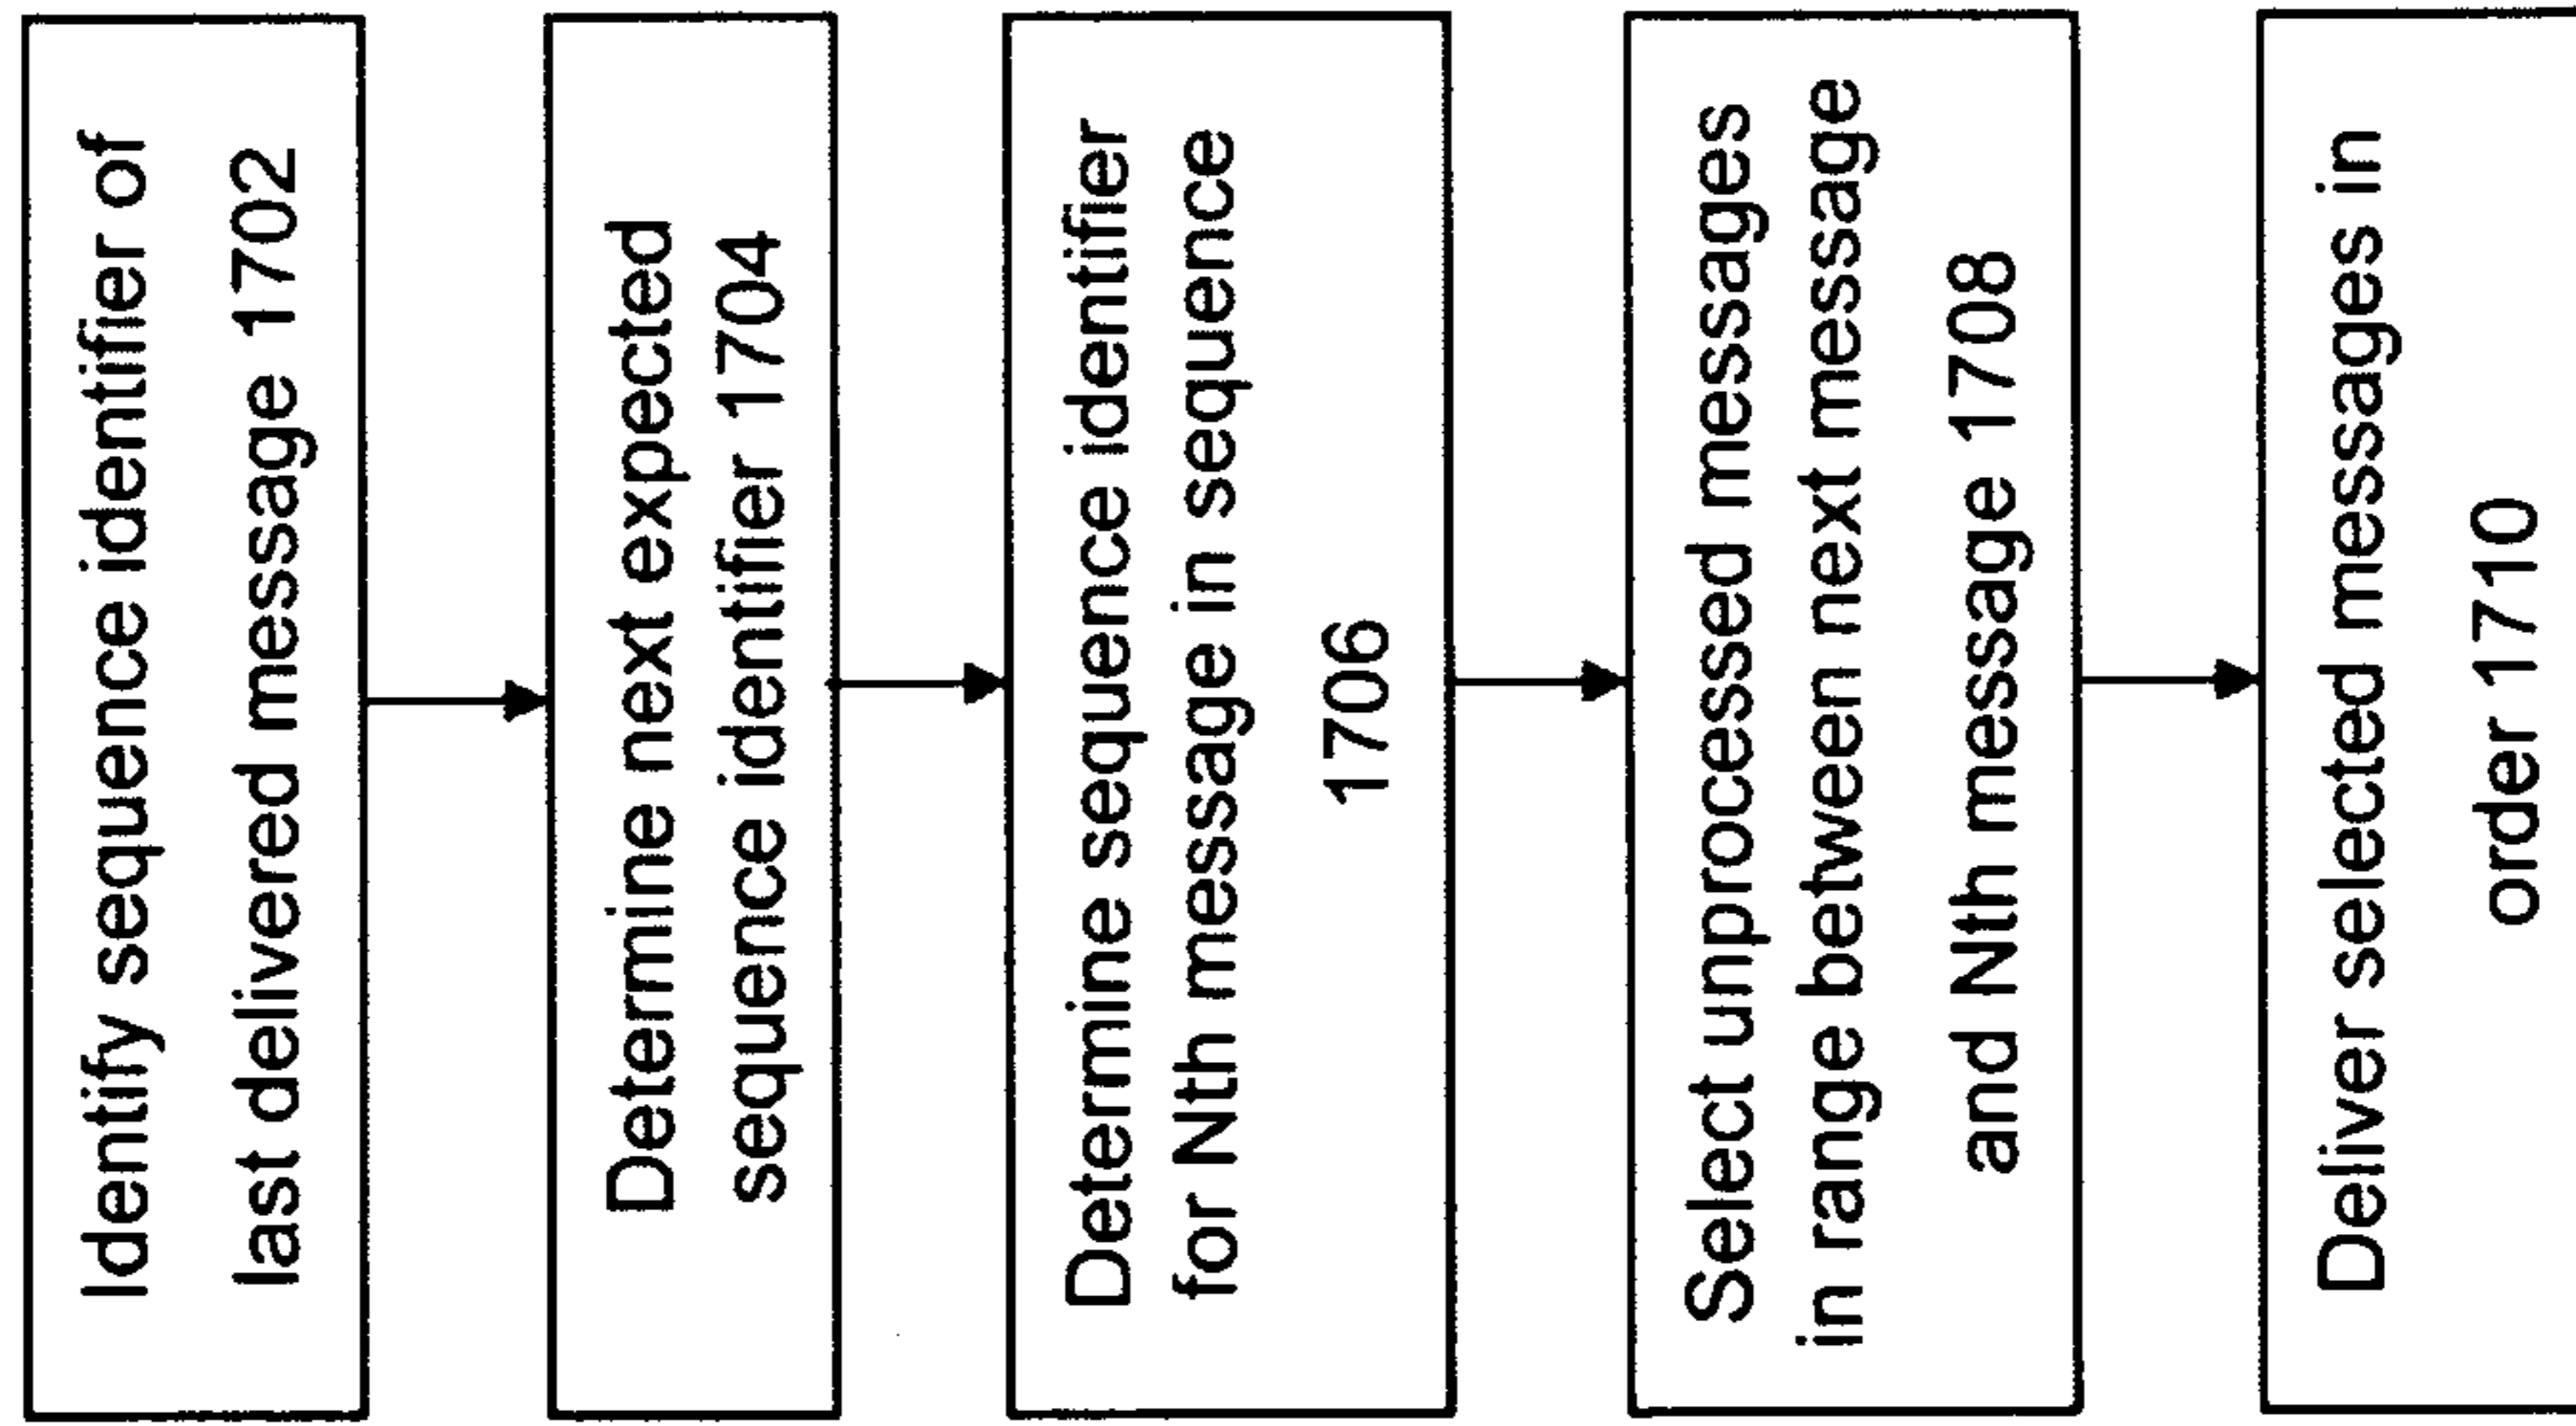 Identify sequence identifier of
last delivered message 1702
Determine next expected
sequence identifier 1704
Determine sequence identifier
for Nth message in sequence
1706
Select unprocessed messages
in range between next message
and Nth message 1708
Deliver selected messages in
order 1710